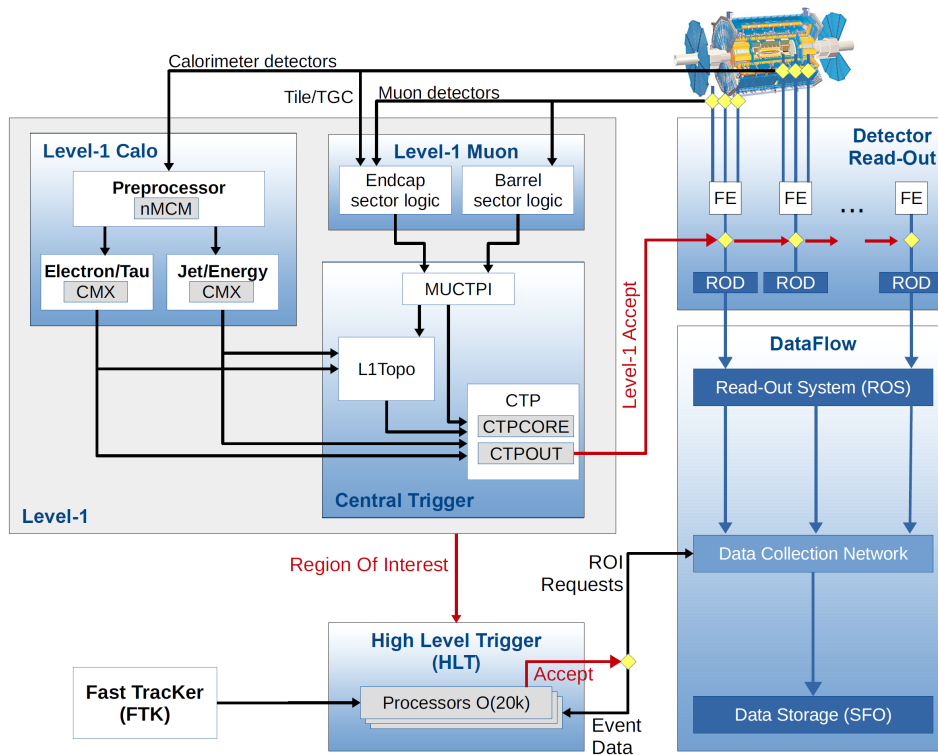 Calorimeter detectors
Tile/TGC
Muon detectors
Level-1 Calo
Preprocessor
nMCM
Electron/Tau
CMX
Jet/Energy
CMX
Level-1 Muon
Endcap
sector logic
Barrel
sector logic
MUCTPI
L1Topo
CTP
CTPCORE
CTPOUT
Central Trigger
Level-1
Level-1 Accept
Detector
Read-Out
FE
FE
...
FE
ROD
ROD
ROD
DataFlow
Read-Out System (ROS)
Data Collection Network
Data Storage (SFO)
Region Of Interest
ROI
Requests
High Level Trigger
(HLT)
Accept
Processors O(20k)
Event
Data
Fast TracKer
(FTK)